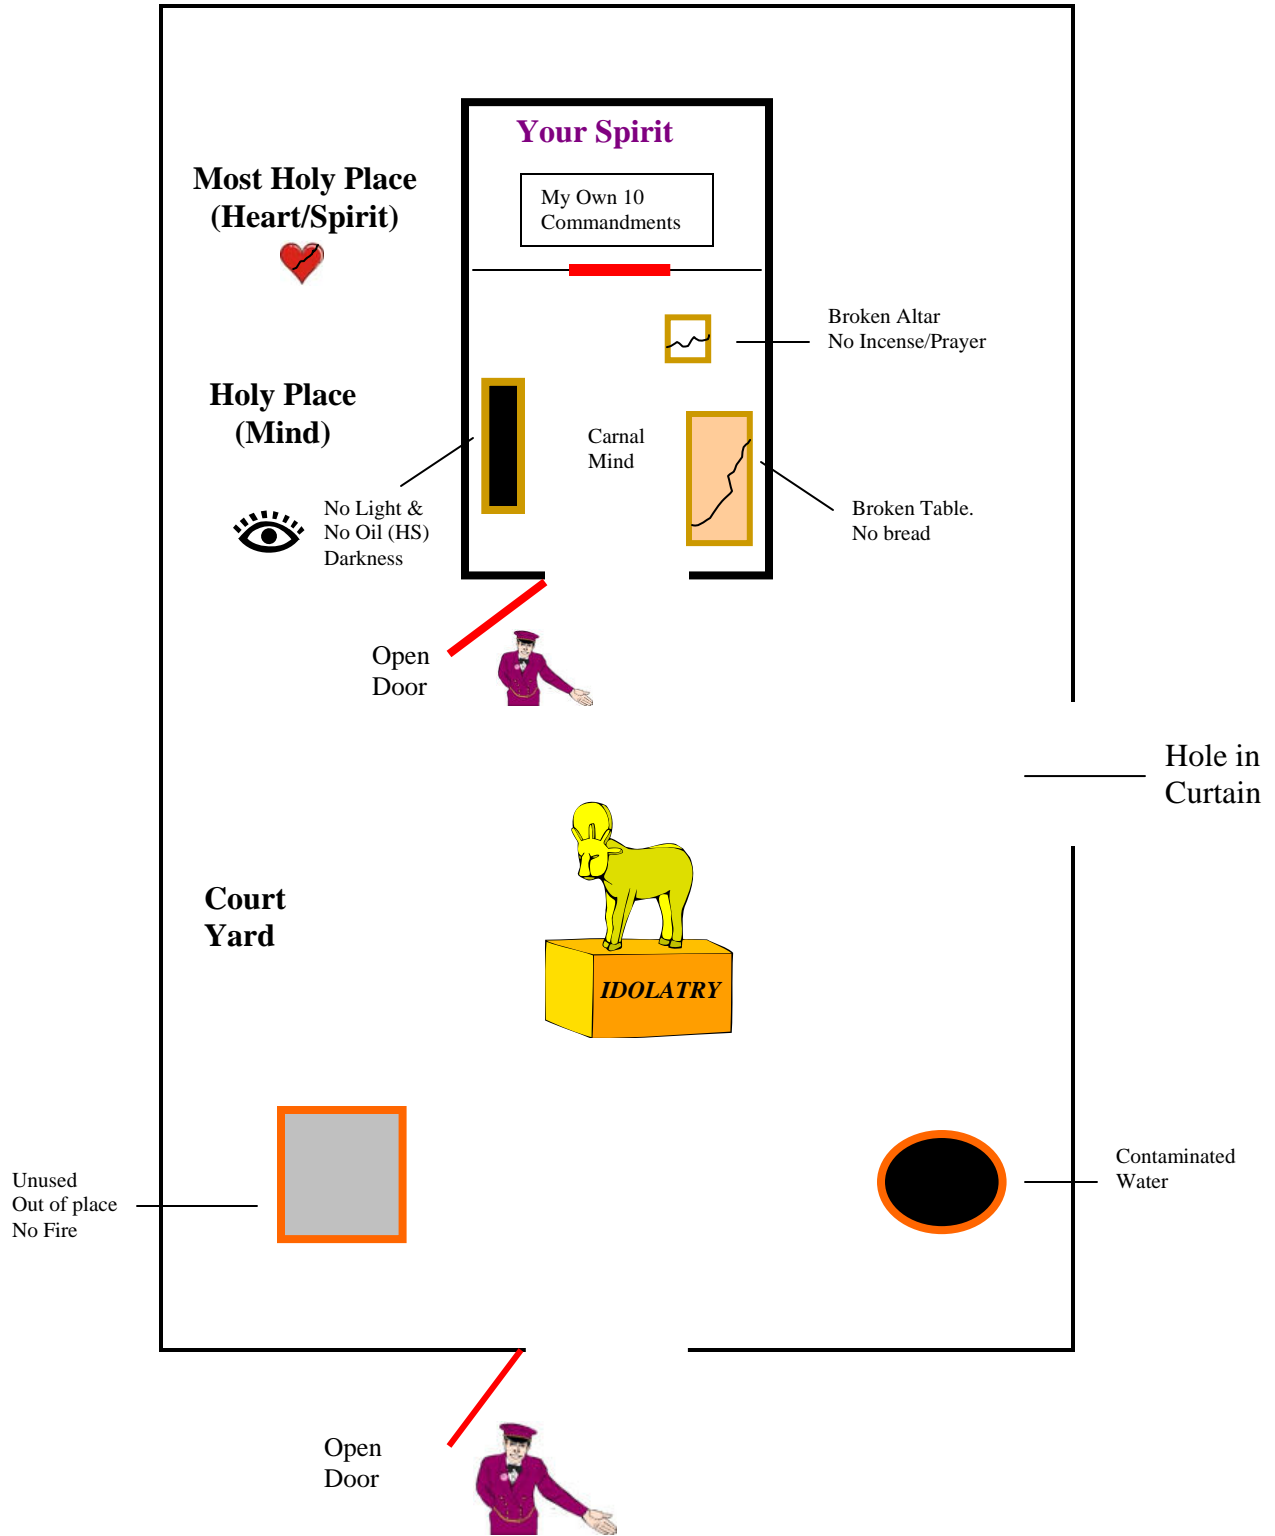 Your Spirit
Most Holy Place
(Heart/Spirit)
My Own 10
Commandments
Broken Altar
No Incense/Prayer
Holy Place
(Mind)
Carnal
Mind
No Light &
No Oil (HS)
Darkness
Broken Table.
No bread
Open
Door
Hole in
Curtain
Court
Yard
IDOLATRY
Unused
Out of place
No Fire
Contaminated
Water
Open
Door